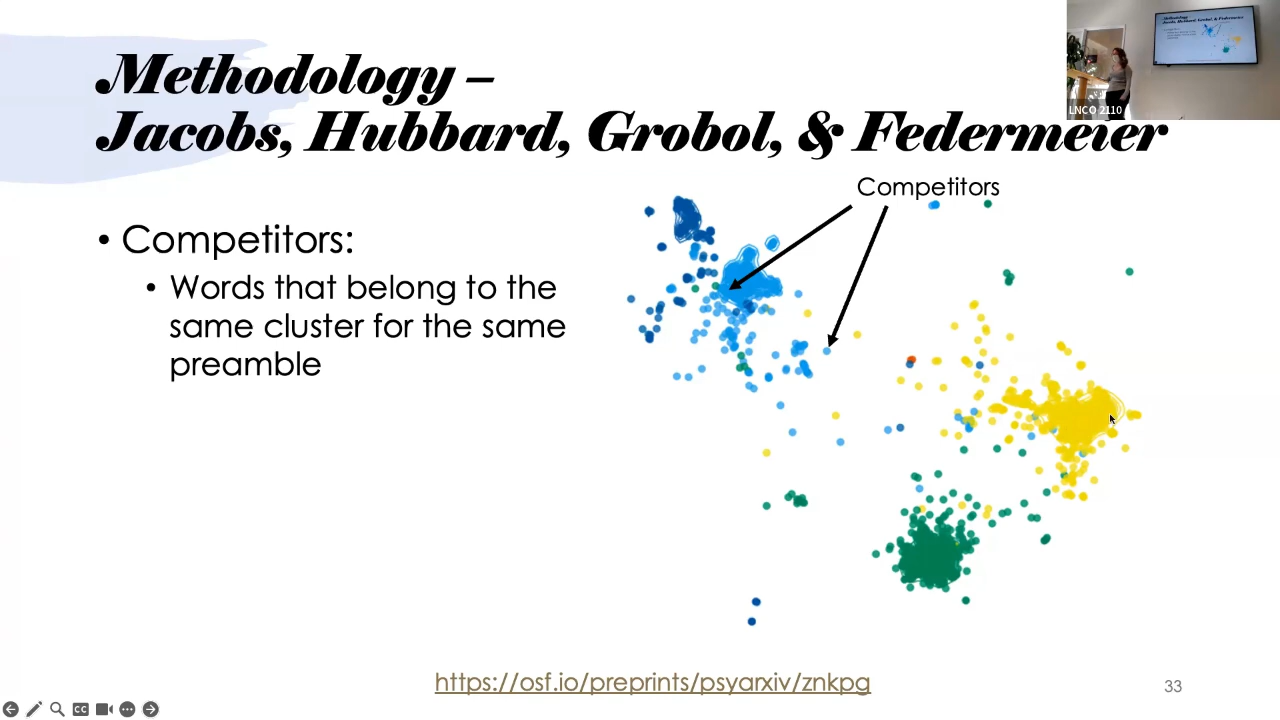 Methodology –
Jacobs, Hubbard, Grobol, & Federmeier
LNCO 2110
Competitors
• Competitors:
• Words that belong to the
same cluster for the same
preamble
https://osf.io/preprints/psyarxiv/znkpg
33
CC